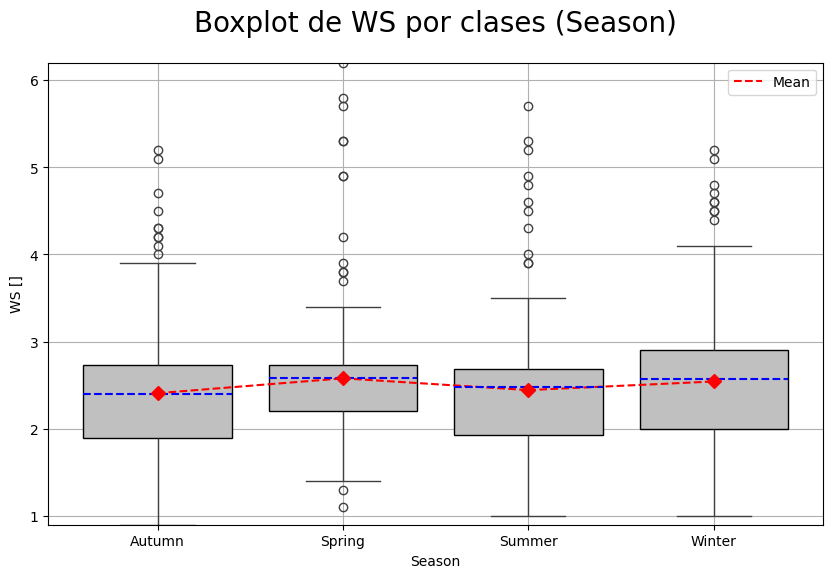 Boxplot de WS por clases (Season)
Mean
6
5
4
3
2
1
WS []
Autumn Spring Summer Winter
Season